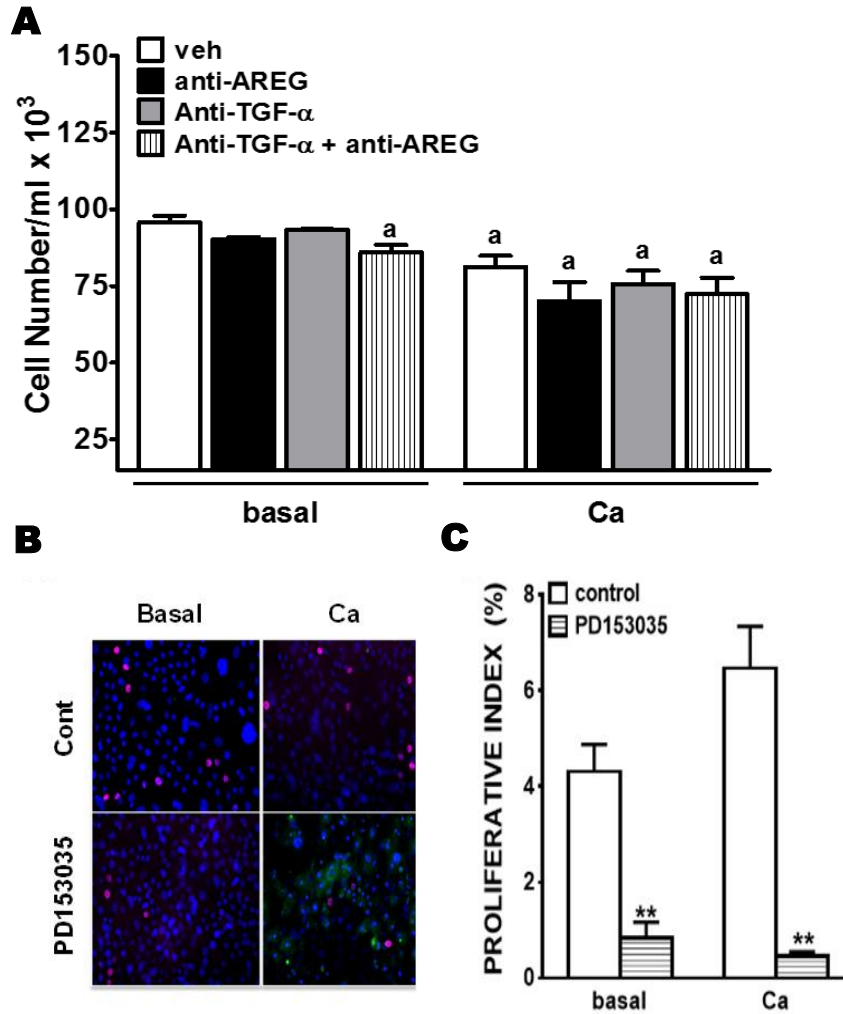 A
veh
anti-AREG
Anti-TGF-α
Anti-TGF-α + anti-AREG
Cell Number/ml x 10³
150
125
100
75
50
25
a
a
a
a
a
basal
Ca
B
Basal
Ca
Cont
PD153035
C
control
PD153035
PROLIFERATIVE INDEX (%)
8
6
4
2
0
**
**
basal
Ca